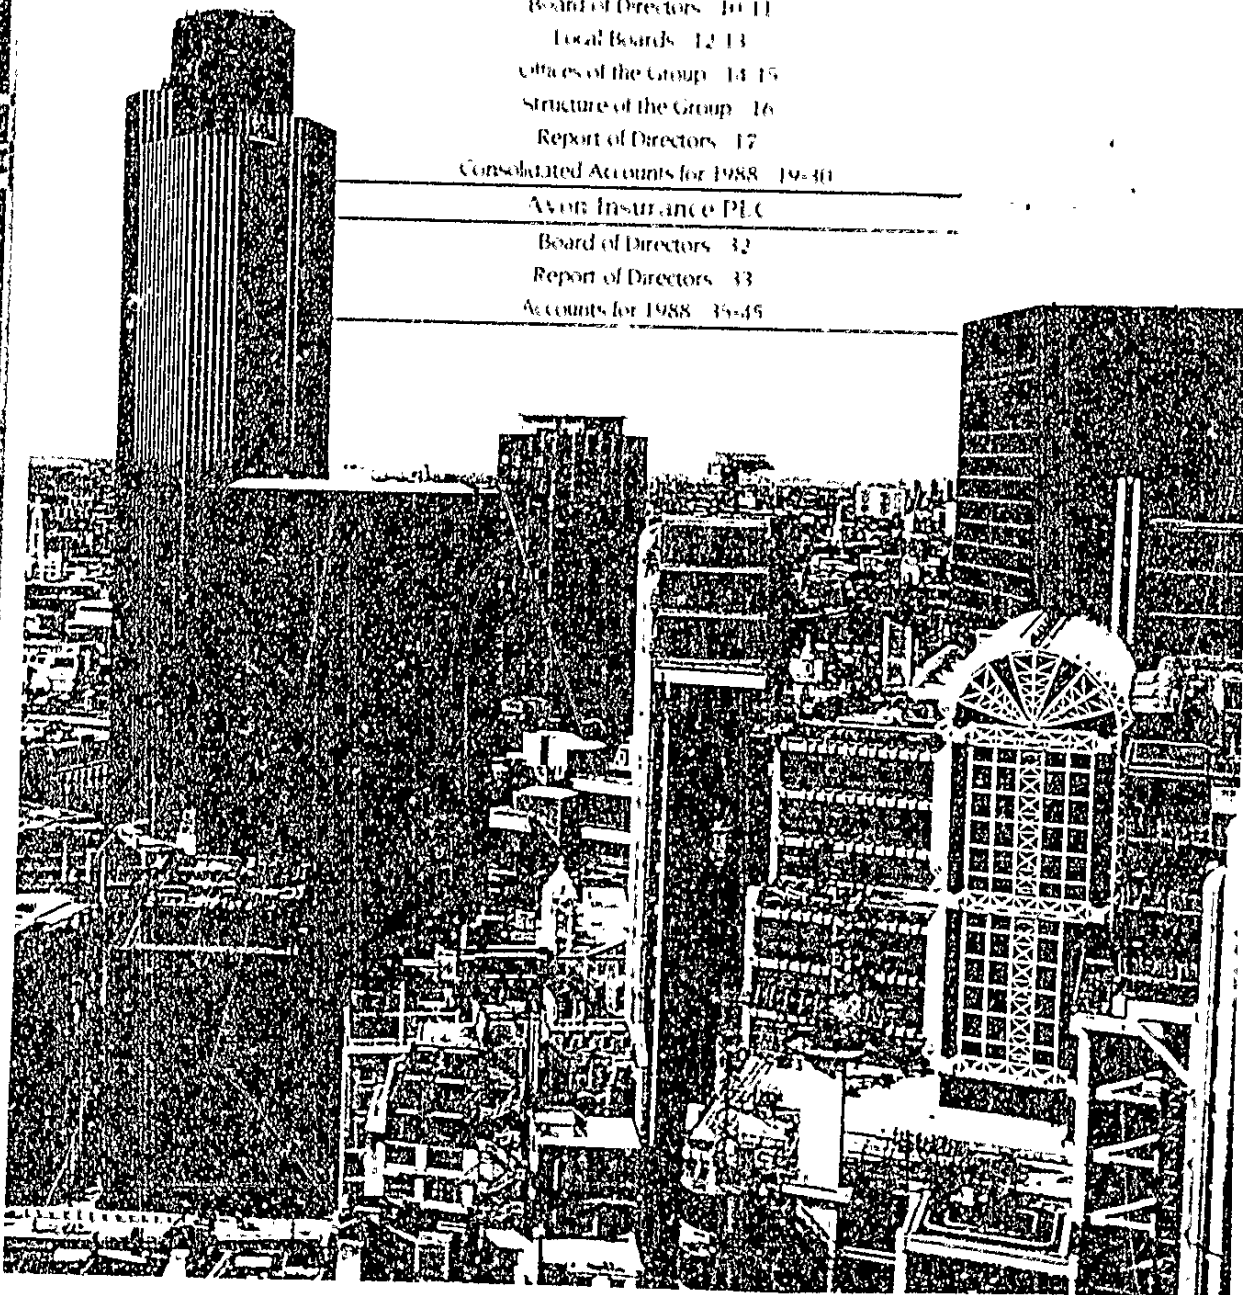 Board of Directors 10-11
Local Boards 12-13
Offices of the Group 14-15
Structure of the Group 16
Report of Directors 17
Consolidated Accounts for 1988 19-30
Avon Insurance PLC
Board of Directors 32
Report of Directors 33
Accounts for 1988 35-45